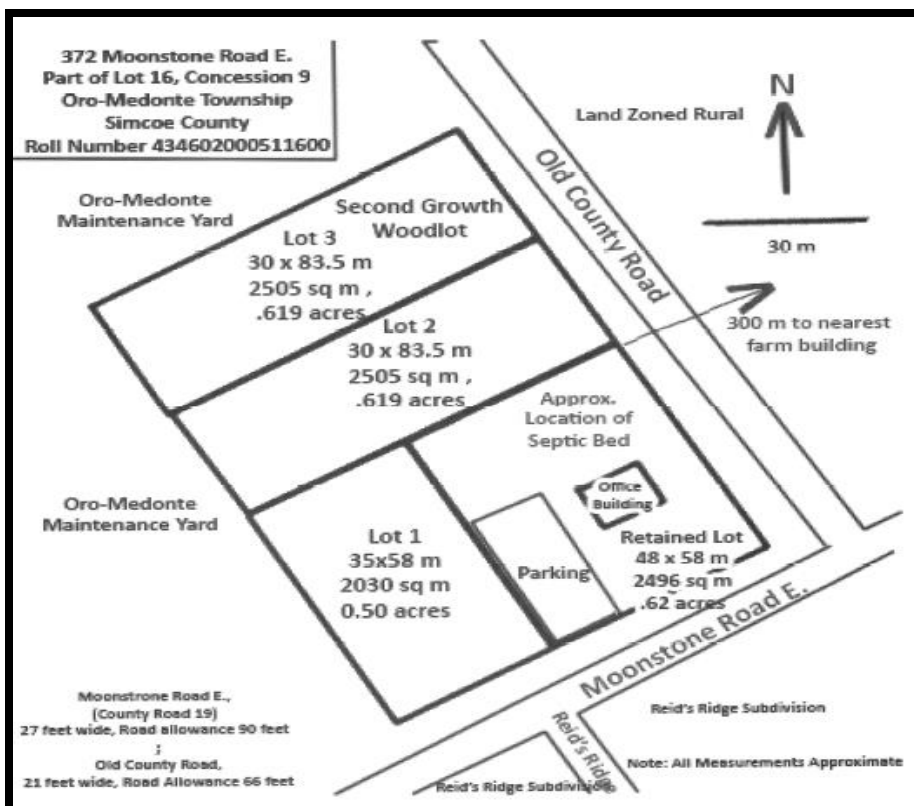 372 Moonstone Road E.
Part of Lot 16, Concession 9
Oro-Medonte Township
Simcoe County
Roll Number 434602000511600
Land Zoned Rural
N
30 m
Old County Road
Oro-Medonte
Maintenance Yard
Second Growth
Woodlot
Lot 3
30 x 83.5 m
2505 sq m ,
.619 acres
Lot 2
30 x 83.5 m
2505 sq m ,
.619 acres
300 m to nearest
farm building
Approx.
Location of
Septic Bed
Office
Building
Oro-Medonte
Maintenance Yard
Lot 1
35x58 m
2030 sq m
0.50 acres
Parking
Retained Lot
48 x 58 m
2496 sq m
.62 acres
Moonstone Road E.
Moonstrone Road E.,
(County Road 19)
27 feet wide, Road allowance 90 feet
;
Old County Road,
21 feet wide, Road Allowance 66 feet
Reid's Ridge
Reid's Ridge Subdivision
Note: All Measurements Approximate
Reid's Ridge Subdivision